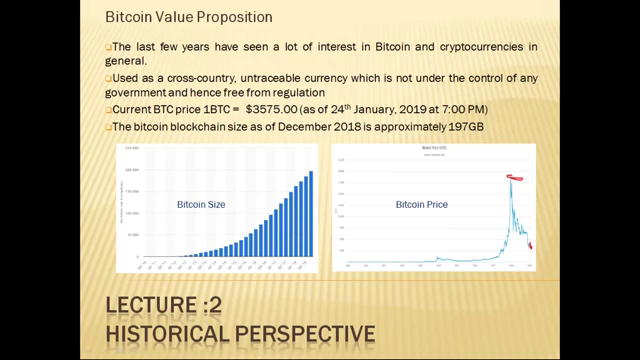 Bitcoin Value Proposition
The last few years have seen a lot of interest in Bitcoin and cryptocurrencies in
general.
Used as a cross-country, untraceable currency which is not under the control of any
government and hence free from regulation
Current BTC price 1BTC = $3575.00 (as of 24th January, 2019 at 7:00 PM)
The bitcoin blockchain size as of December 2018 is approximately 197GB
Bitcoin Size
Bitcoin Price
LECTURE :2
HISTORICAL PERSPECTIVE